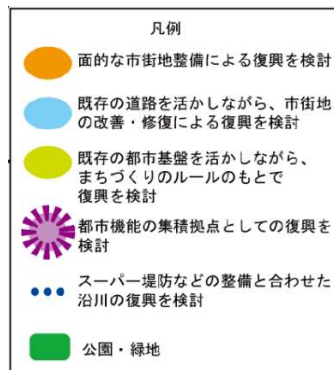 凡例
面的な市街地整備による復興を検討
既存の道路を活かしながら、市街地
の改善・修復による復興を検討
既存の都市基盤を活かしながら、
まちづくりのルールのもとで
復興を検討
都市機能の集積拠点としての復興を
検討
スーパー堤防などの整備と合わせた
沿川の復興を検討
公園・緑地